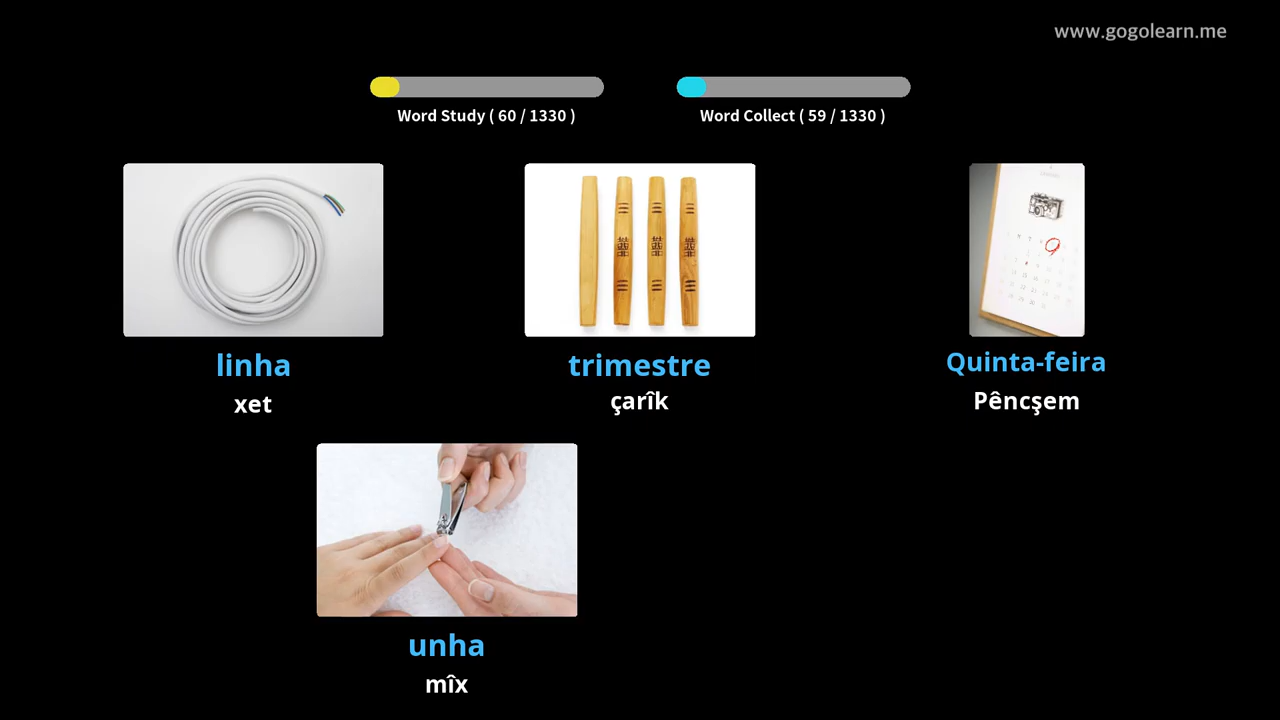 www.gogolearn.me
Word Study ( 60 / 1330 )
Word Collect ( 59 / 1330 )
linha
xet
trimestre
çarîk
Quinta-feira
Pêncşem
unha
mîx